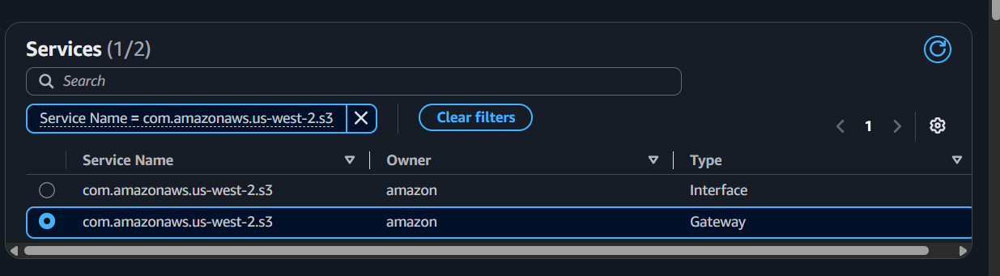 Services (1/2)
Search
Service Name = com.amazonaws.us-west-2.s3
Clear filters
1
Service Name Owner Type
com.amazonaws.us-west-2.s3 amazon Interface
com.amazonaws.us-west-2.s3 amazon Gateway